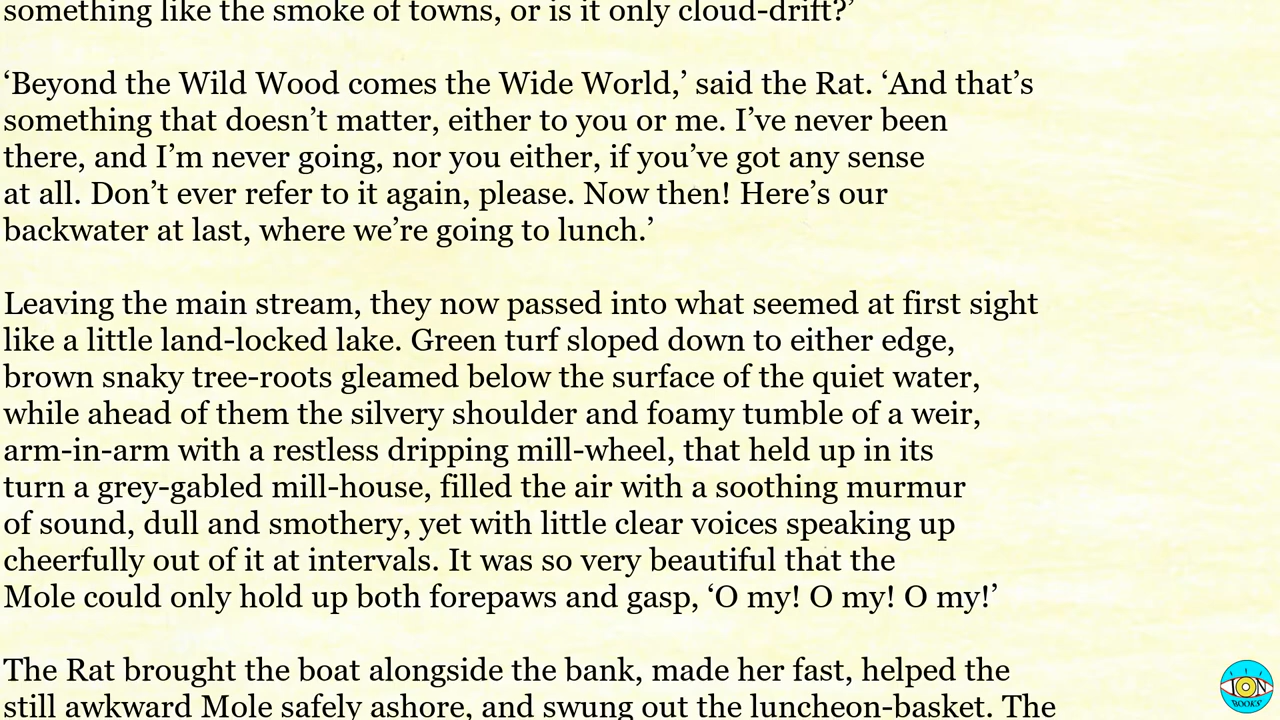 something like the smoke of towns, or is it only cloud-drift?’
‘Beyond the Wild Wood comes the Wide World,’ said the Rat. ‘And that’s
something that doesn’t matter, either to you or me. I’ve never been
there, and I’m never going, nor you either, if you’ve got any sense
at all. Don’t ever refer to it again, please. Now then! Here’s our
backwater at last, where we’re going to lunch.’
Leaving the main stream, they now passed into what seemed at first sight
like a little land-locked lake. Green turf sloped down to either edge,
brown snaky tree-roots gleamed below the surface of the quiet water,
while ahead of them the silvery shoulder and foamy tumble of a weir,
arm-in-arm with a restless dripping mill-wheel, that held up in its
turn a grey-gabled mill-house, filled the air with a soothing murmur
of sound, dull and smothery, yet with little clear voices speaking up
cheerfully out of it at intervals. It was so very beautiful that the
Mole could only hold up both forepaws and gasp, ‘O my! O my! O my!’
The Rat brought the boat alongside the bank, made her fast, helped the
still awkward Mole safely ashore, and swung out the luncheon-basket. The
ION
BOOKS